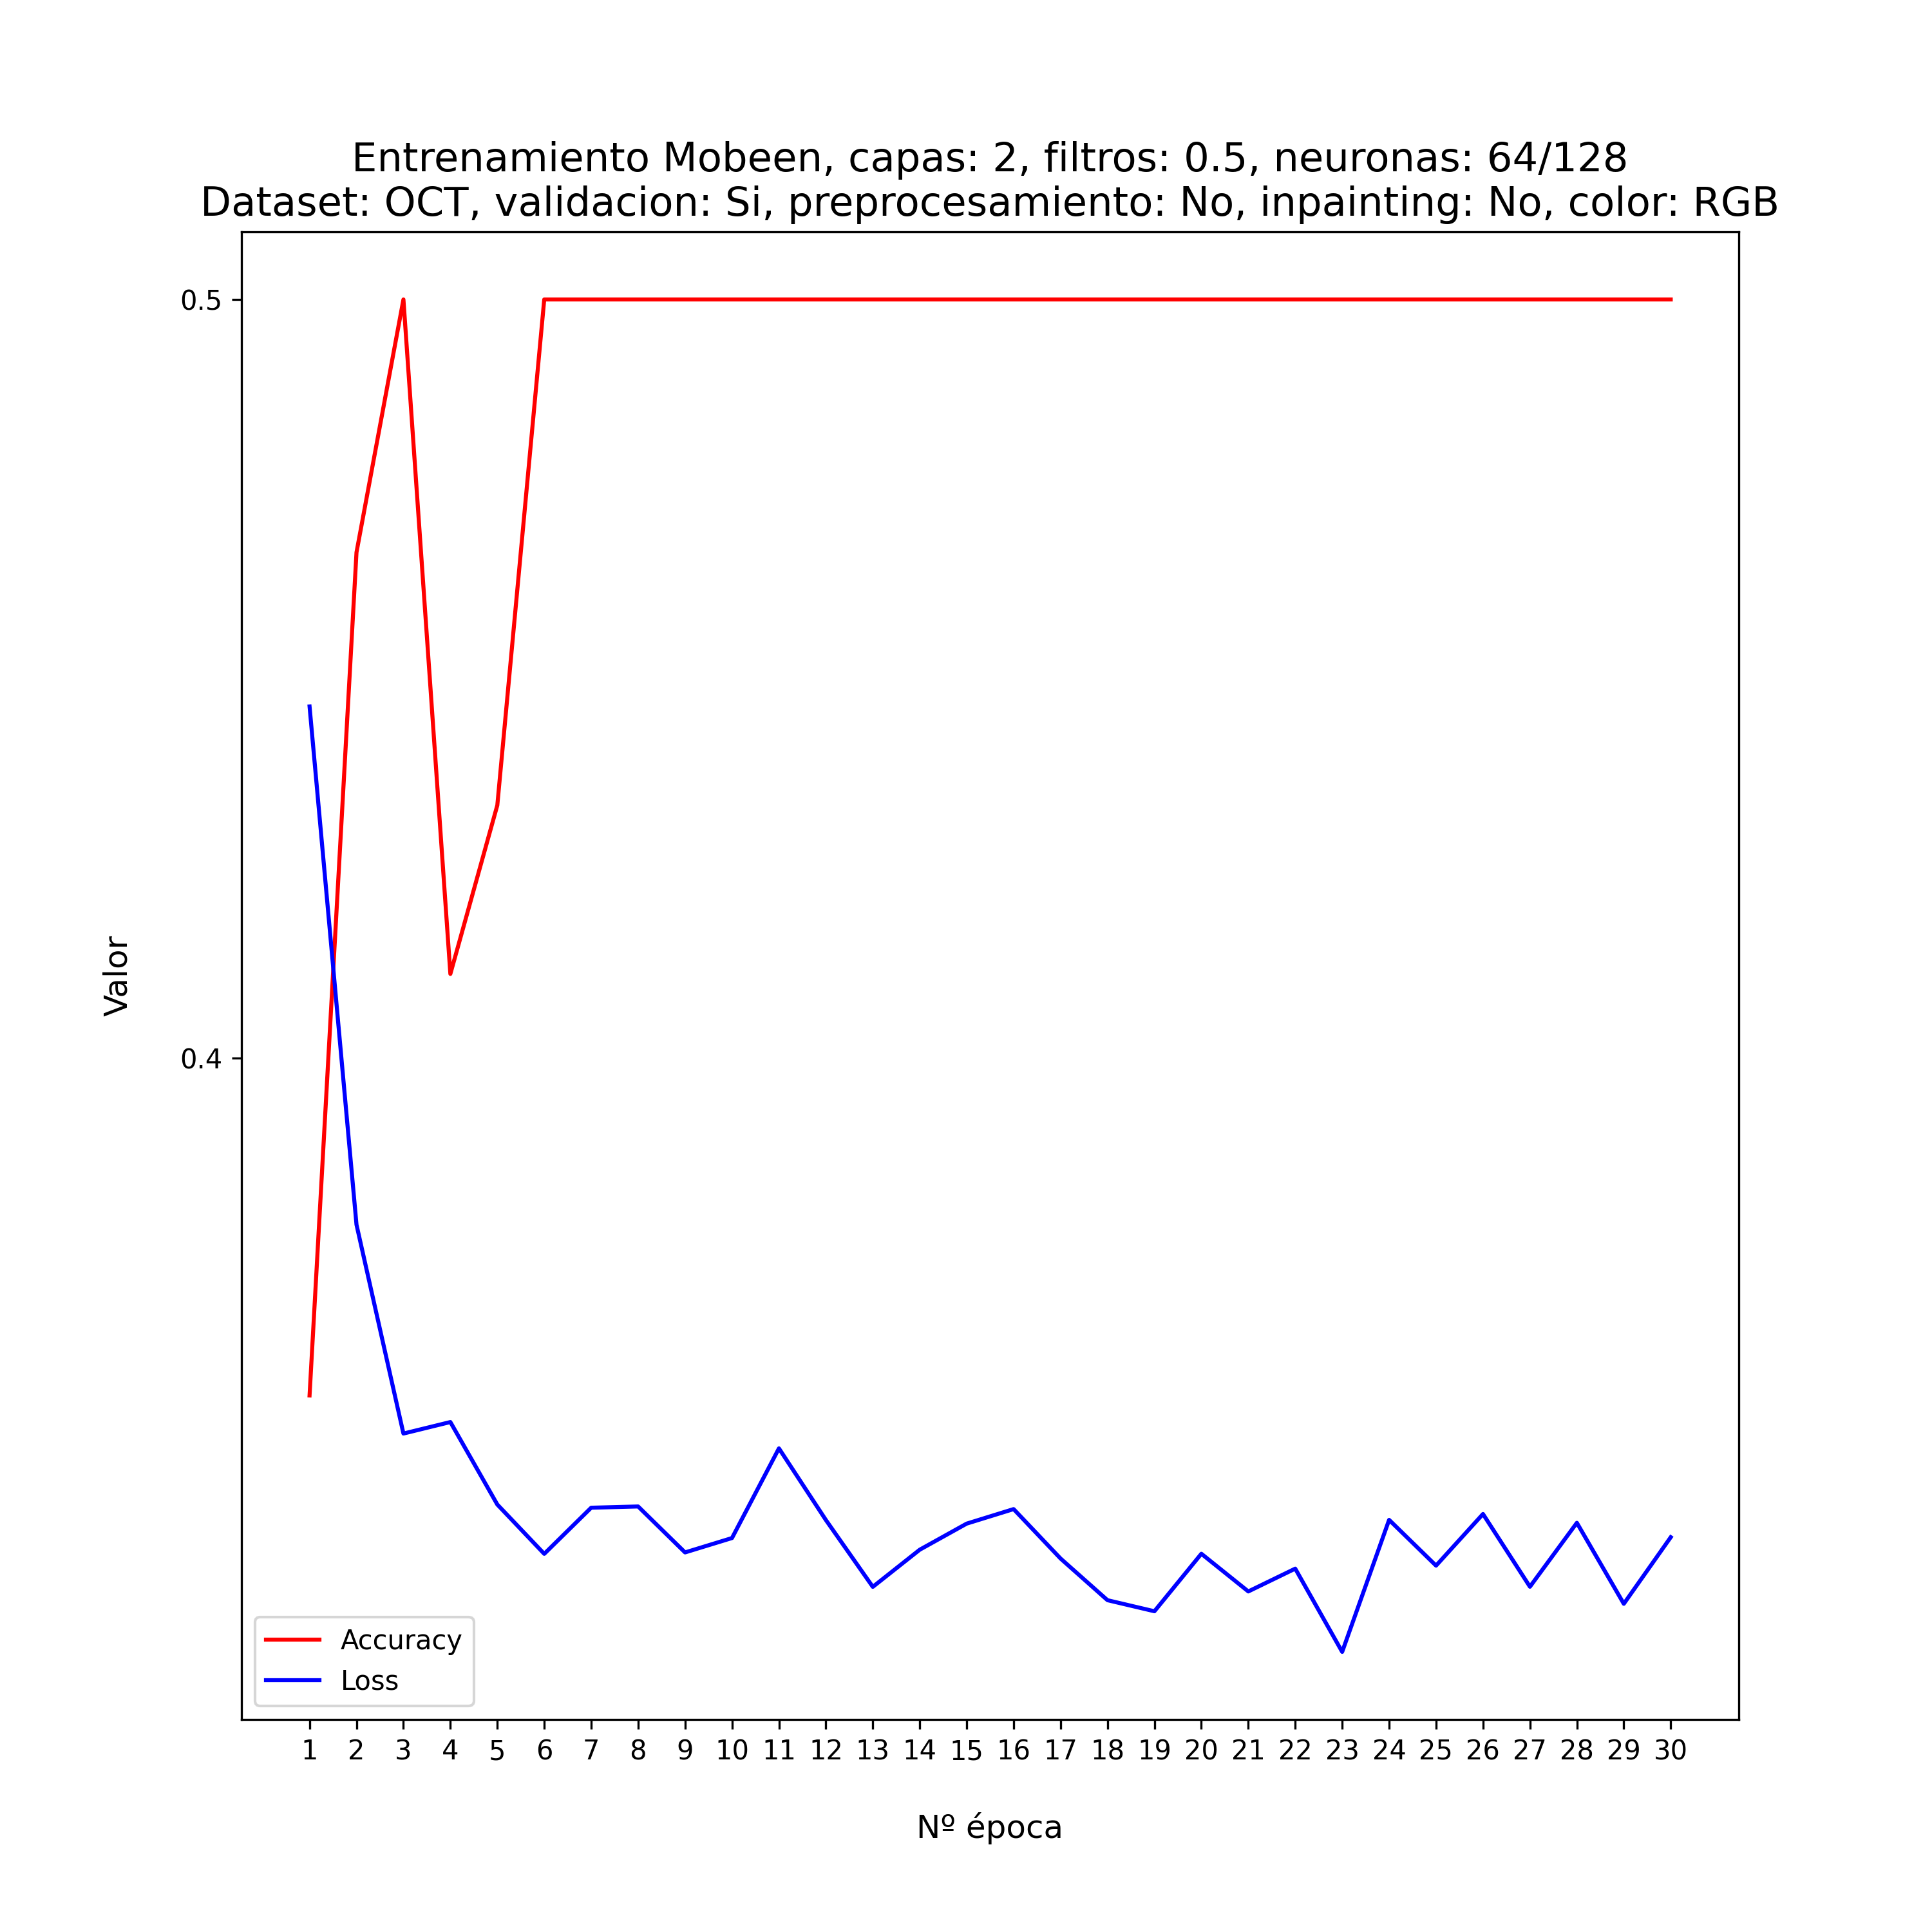 Entrenamiento Mobeen, capas: 2, filtros: 0.5, neuronas: 64/128
Dataset: OCT, validacion: Si, preprocesamiento: No, inpainting: No, color: RGB
0.5
0.4
Valor
Accuracy
Loss
1 2 3 4 5 6 7 8 9 10 11 12 13 14 15 16 17 18 19 20 21 22 23 24 25 26 27 28 29 30
Nº época